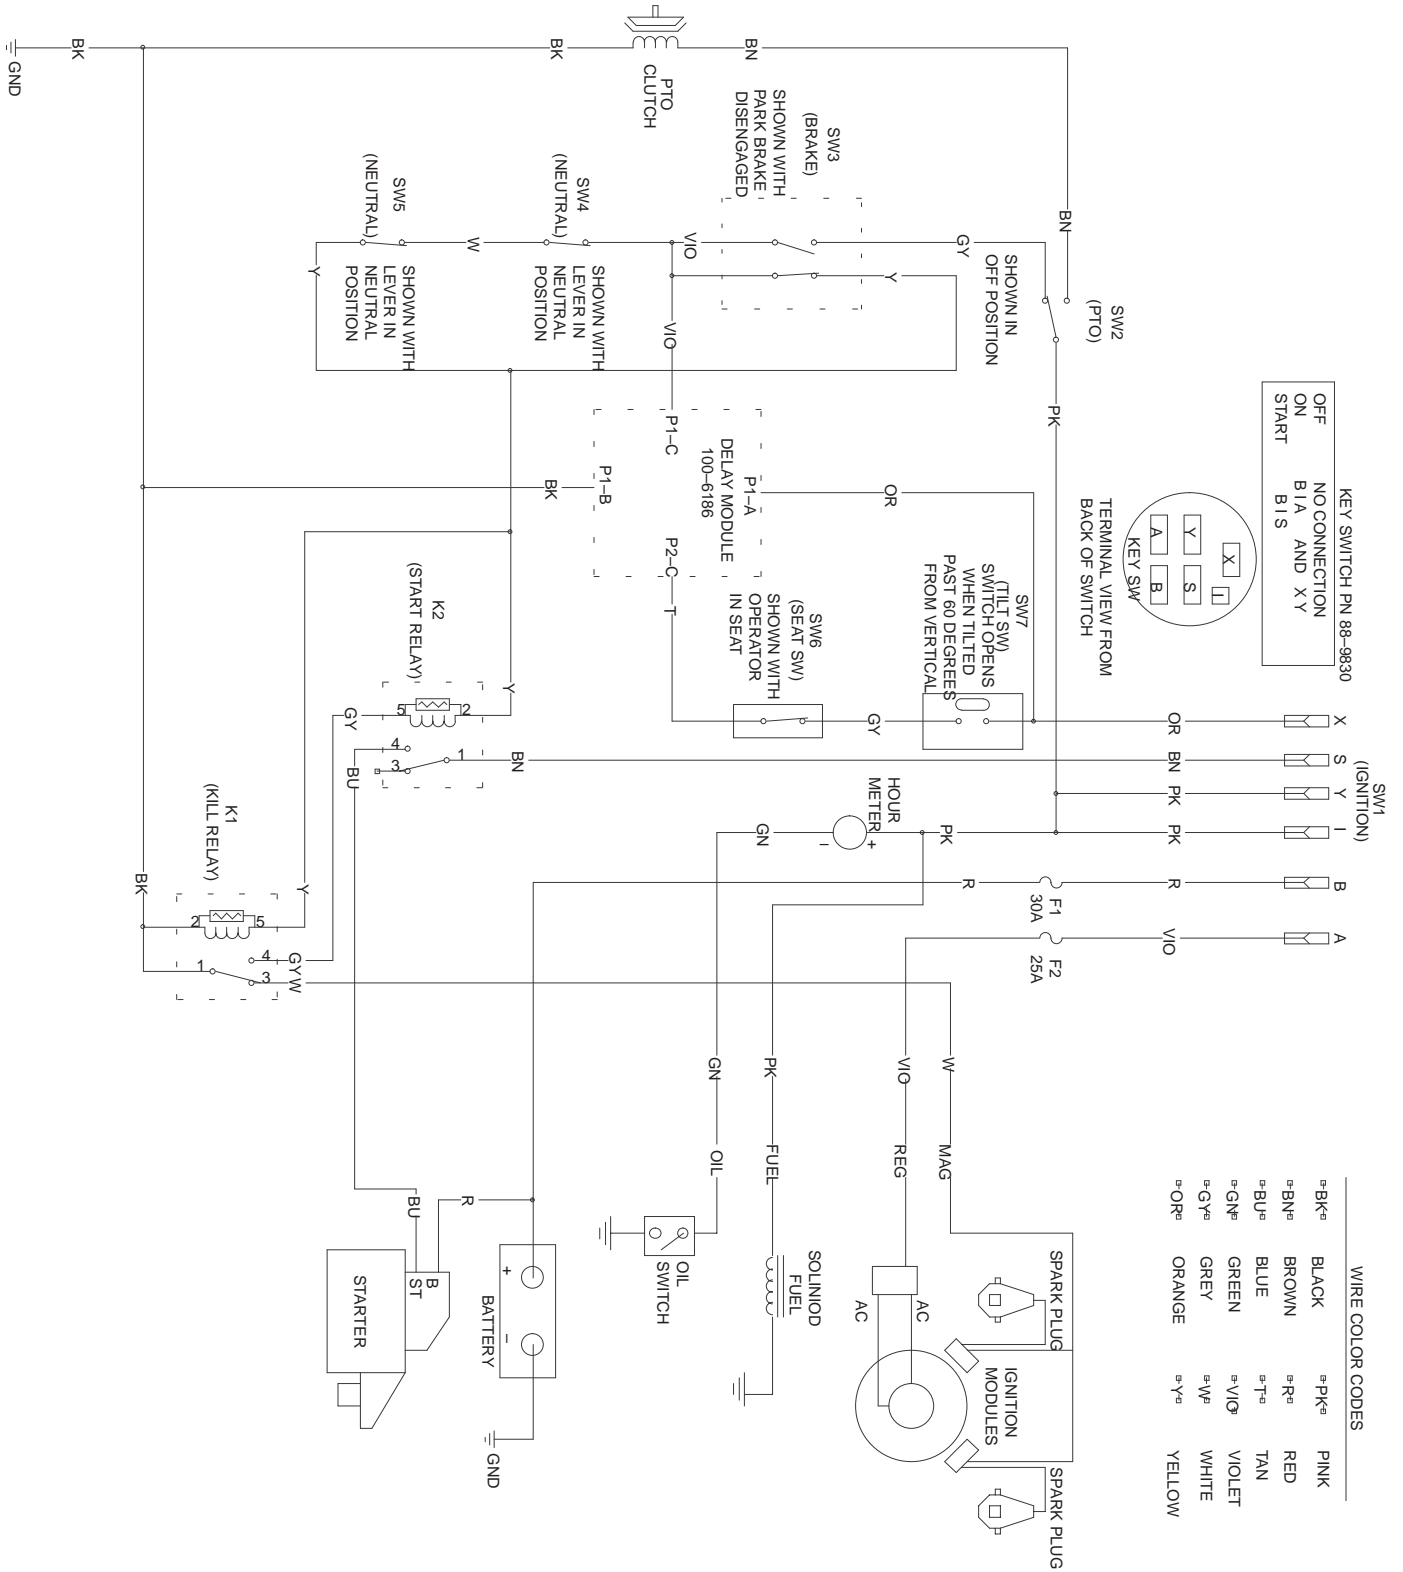 KEY SWITCH PN 88–9830
OFF NO CONNECTION
ON B I A AND X Y
START B I S
X
I
Y
S
A
B
KEY SW
TERMINAL VIEW FROM
BACK OF SWITCH
SW1
(IGNITION)
X
S
Y
I
B
A
OR
BN
PK
PK
R
VIO
F1
30A
F2
25A
WIRE COLOR CODES
BK BLACK
BN BROWN
BU BLUE
GN GREEN
GY GREY
OR ORANGE
PK PINK
R RED
T TAN
VIO VIOLET
W WHITE
Y YELLOW
SW2
(PTO)
SHOWN IN
OFF POSITION
BN
BN
PK
GY
PTO
CLUTCH
BK
BK
GND
SW3
(BRAKE)
SHOWN WITH
PARK BRAKE
DISENGAGED
VIO
Y
VIO
SW4
(NEUTRAL)
SHOWN WITH
LEVER IN
NEUTRAL
POSITION
W
SW5
(NEUTRAL)
SHOWN WITH
LEVER IN
NEUTRAL
POSITION
Y
P1–A
DELAY MODULE
100–6186
P1–C
P1–B
P2–C
OR
BK
T
SW7
(TILT SW)
SWITCH OPENS
WHEN TILTED
PAST 60 DEGREES
FROM VERTICAL
GY
SW6
(SEAT SW)
SHOWN WITH
OPERATOR
IN SEAT
K2
(START RELAY)
Y
5
2
GY
4
3
1
BU
BN
K1
(KILL RELAY)
Y
BK
2
5
1
4
3
GY
W
HOUR
METER
+
–
PK
GN
R
GN
PK
VIO
W
OIL
FUEL
REG
MAG
OIL
SWITCH
SOLINIOD
FUEL
AC
AC
IGNITION
MODULES
SPARK PLUG
SPARK PLUG
BU
R
B
ST
STARTER
+
–
BATTERY
GND